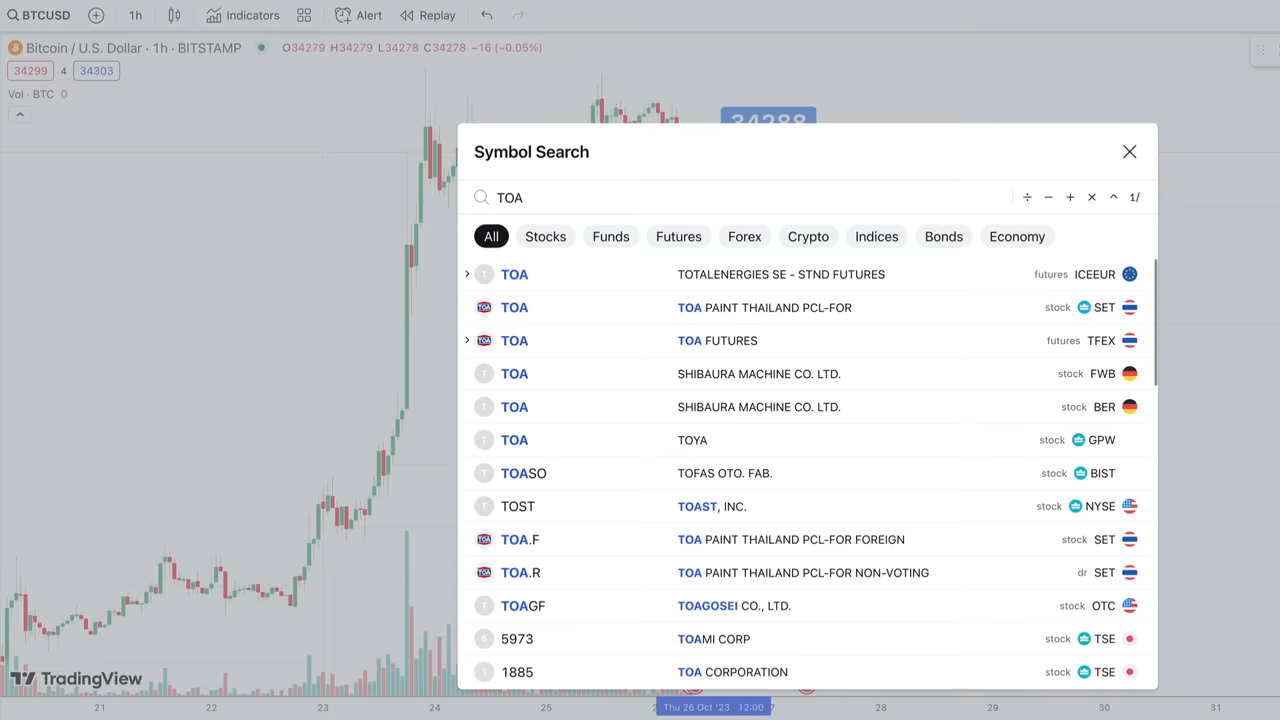 BTCUSD 1h Indicators Alert Replay
Bitcoin / U.S. Dollar · 1h · BITSTAMP O34279 H34279 L34278 C34278 −16 (−0.05%)
34299 4 34303
Vol · BTC 0
34288
Symbol Search
TOA ÷ − + × ^ 1/
All Stocks Funds Futures Forex Crypto Indices Bonds Economy
T TOA TOTALENERGIES SE - STND FUTURES futures ICEEUR
TOA TOA TOA PAINT THAILAND PCL-FOR stock SET
TOA TOA TOA FUTURES futures TFEX
T TOA SHIBAURA MACHINE CO. LTD. stock FWB
T TOA SHIBAURA MACHINE CO. LTD. stock BER
T TOA TOYA stock GPW
T TOASO TOFAS OTO. FAB. stock BIST
T TOST TOAST, INC. stock NYSE
TOA TOA.F TOA PAINT THAILAND PCL-FOR FOREIGN stock SET
TOA TOA.R TOA PAINT THAILAND PCL-FOR NON-VOTING dr SET
T TOAGF TOAGOSEI CO., LTD. stock OTC
5 5973 TOAMI CORP stock TSE
1 1885 TOA CORPORATION stock TSE
TradingView
21 22 23 24 25 Thu 26 Oct '23 12:00 28 29 30 31